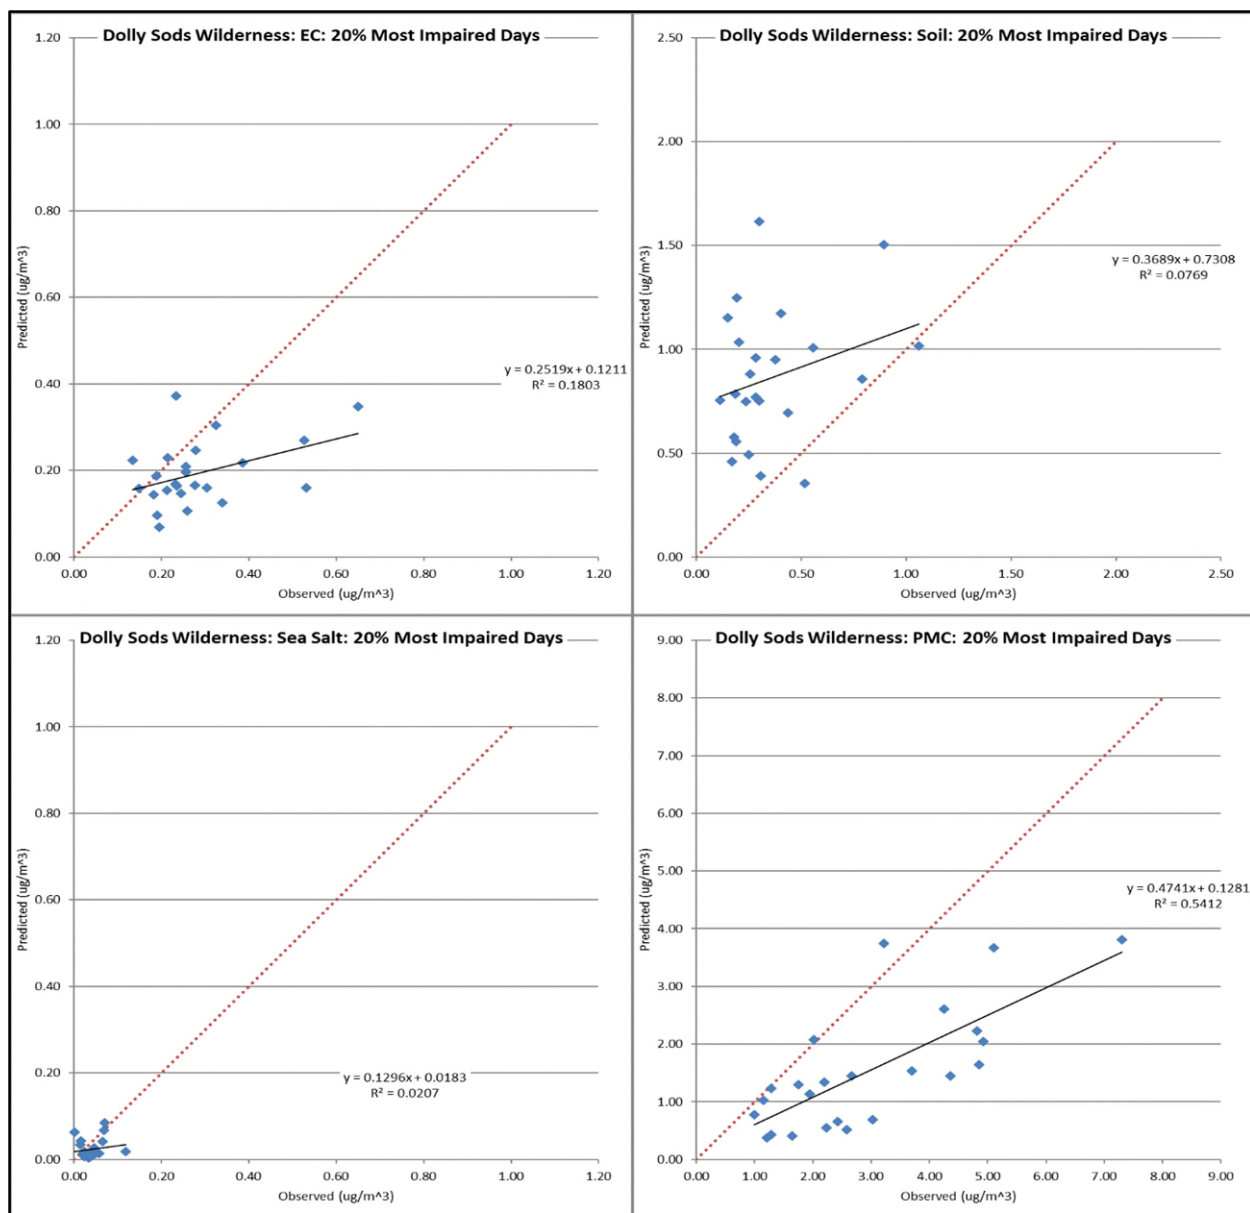 Dolly Sods Wilderness: EC: 20% Most Impaired Days
1.20
1.00
0.80
0.60
0.40
0.20
0.00
Predicted (ug/m^3)
y = 0.2519x + 0.1211
R² = 0.1803
0.00 0.20 0.40 0.60 0.80 1.00 1.20
Observed (ug/m^3)
Dolly Sods Wilderness: Soil: 20% Most Impaired Days
2.50
2.00
1.50
1.00
0.50
0.00
Predicted (ug/m^3)
y = 0.3689x + 0.7308
R² = 0.0769
0.00 0.50 1.00 1.50 2.00 2.50
Observed (ug/m^3)
Dolly Sods Wilderness: Sea Salt: 20% Most Impaired Days
1.20
1.00
0.80
0.60
0.40
0.20
0.00
Predicted (ug/m^3)
y = 0.1296x + 0.0183
R² = 0.0207
0.00 0.20 0.40 0.60 0.80 1.00 1.20
Observed (ug/m^3)
Dolly Sods Wilderness: PMC: 20% Most Impaired Days
9.00
8.00
7.00
6.00
5.00
4.00
3.00
2.00
1.00
0.00
Predicted (ug/m^3)
y = 0.4741x + 0.1281
R² = 0.5412
0.00 1.00 2.00 3.00 4.00 5.00 6.00 7.00 8.00 9.00
Observed (ug/m^3)